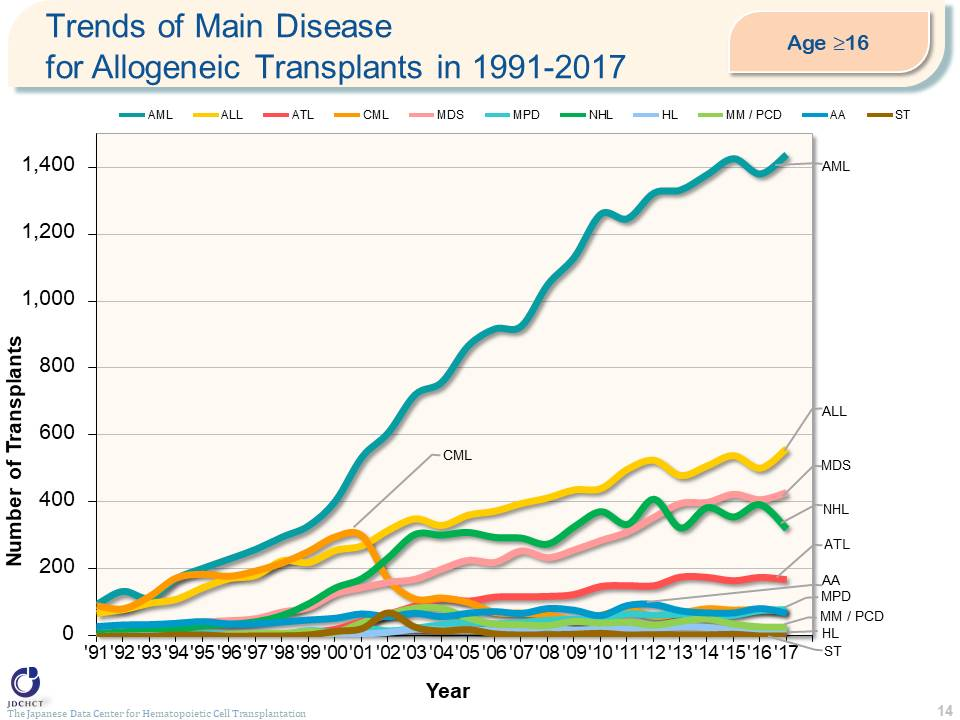 Trends of Main Disease
for Allogeneic Transplants in 1991-2017
Age ≥16
AML ALL ATL CML MDS MPD NHL HL MM / PCD AA ST
Number of Transplants
1,400
1,200
1,000
800
600
400
200
0
AML
ALL
CML
MDS
NHL
ATL
AA
MPD
MM / PCD
HL
ST
'91 '92 '93 '94 '95 '96 '97 '98 '99 '00 '01 '02 '03 '04 '05 '06 '07 '08 '09 '10 '11 '12 '13 '14 '15 '16 '17
Year
JDCHCT
The Japanese Data Center for Hematopoietic Cell Transplantation
14